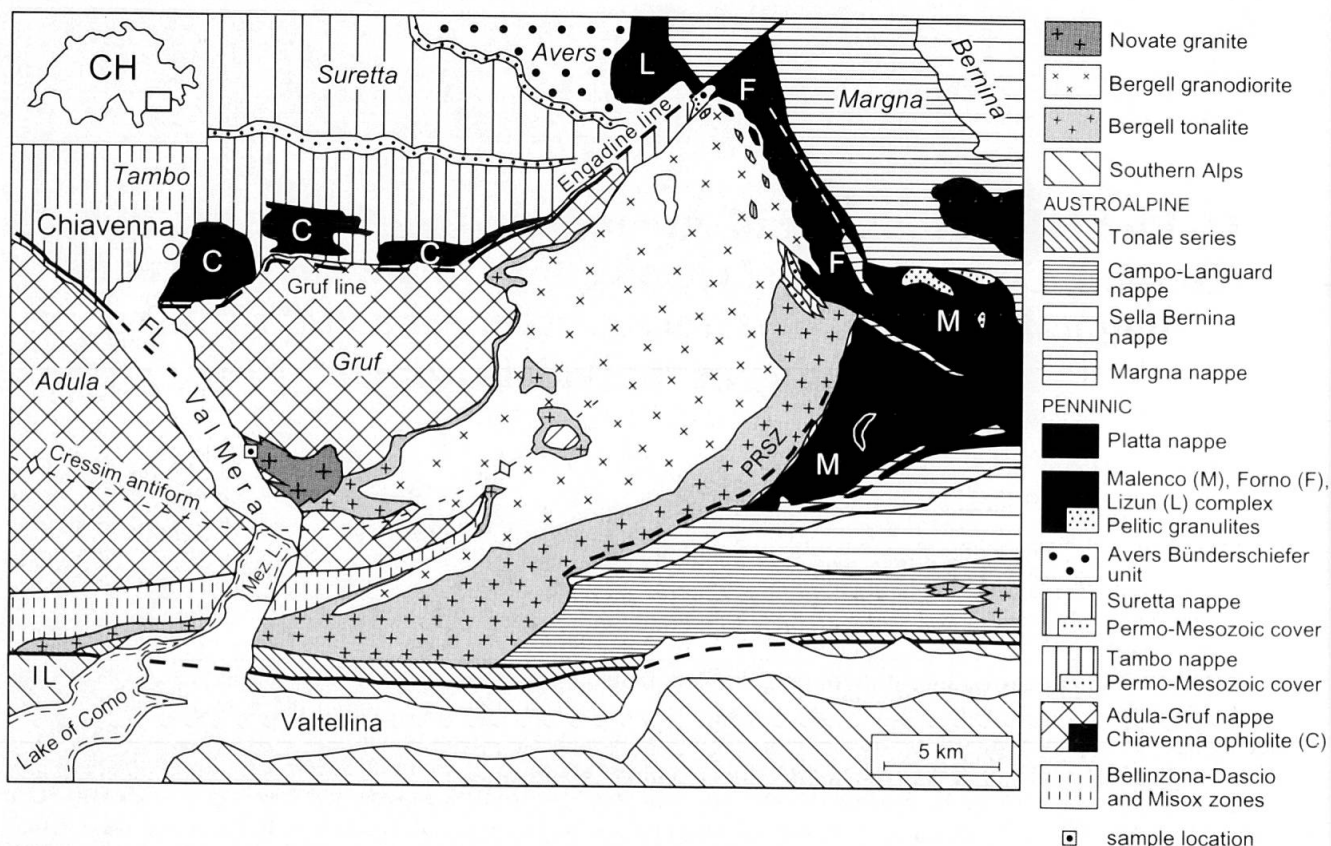 CH
Suretta
Avers
L
F
Margna
Bernina
Engadine line
Tambo
Chiavenna
C
C
C
Gruf line
F
M
FL
Gruf
Adula
Val Mera
Cressim antiform
PRSZ
M
Mez. L.
IL
Lake of Como
Valtellina
5 km
Novate granite
Bergell granodiorite
Bergell tonalite
Southern Alps
AUSTROALPINE
Tonale series
Campo-Languard
nappe
Sella Bernina
nappe
Margna nappe
PENNINIC
Platta nappe
Malenco (M), Forno (F),
Lizun (L) complex
Pelitic granulites
Avers Bünderschiefer
unit
Suretta nappe
Permo-Mesozoic cover
Tambo nappe
Permo-Mesozoic cover
Adula-Gruf nappe
Chiavenna ophiolite (C)
Bellinzona-Dascio
and Misox zones
sample location